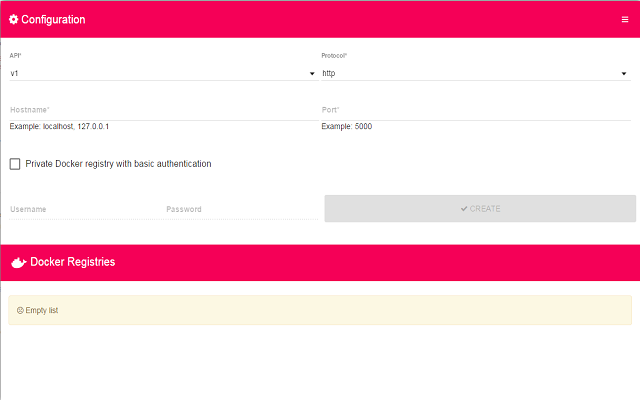 Configuration
API*
Protocol*
v1
http
Hostname*
Port*
Example: localhost, 127.0.0.1
Example: 5000
Private Docker registry with basic authentication
Username
Password
CREATE
Docker Registries
Empty list